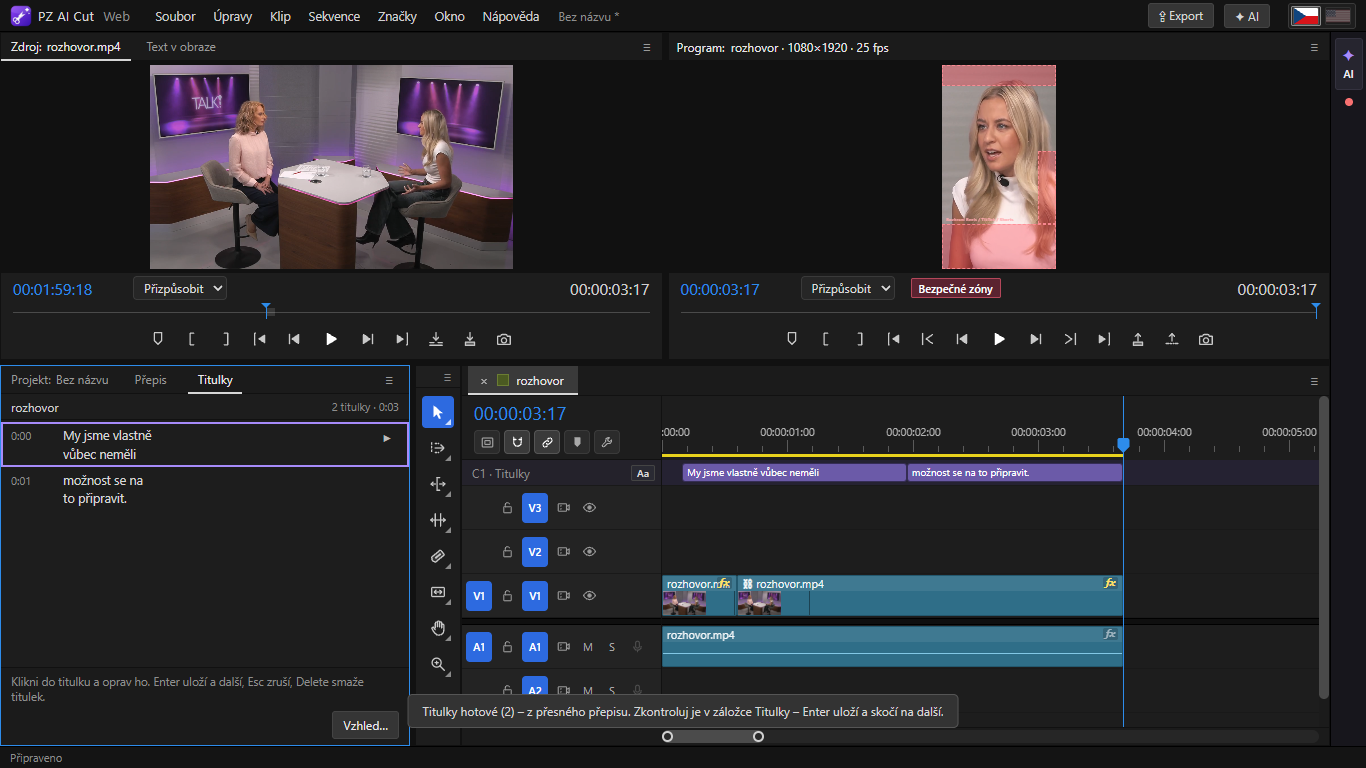 PZ AI Cut Web
Soubor Úpravy Klip Sekvence Značky Okno Nápověda Bez názvu *
Export AI
Zdroj: rozhovor.mp4 Text v obraze
Program: rozhovor · 1080×1920 · 25 fps
AI
TALK
00:01:59:18 Přizpůsobit 00:00:03:17
00:00:03:17 Přizpůsobit Bezpečné zóny 00:00:03:17
Projekt: Bez názvu Přepis Titulky
rozhovor 2 titulky · 0:03
0:00 My jsme vlastně
vůbec neměli
0:01 možnost se na
to připravit.
Klikni do titulku a oprav ho. Enter uloží a další, Esc zruší, Delete smaže
titulek.
Vzhled...
× rozhovor
00:00:03:17
:00:00 00:00:01:00 00:00:02:00 00:00:03:00 00:00:04:00 00:00:05:00
C1 · Titulky Aa My jsme vlastně vůbec neměli možnost se na to připravit.
V3
V2
V1 V1 rozhovor.m fx rozhovor.mp4 fx
A1 A1 M S rozhovor.mp4 fx
A2 M S
Titulky hotové (2) – z přesného přepisu. Zkontroluj je v záložce Titulky – Enter uloží a skočí na další.
Připraveno